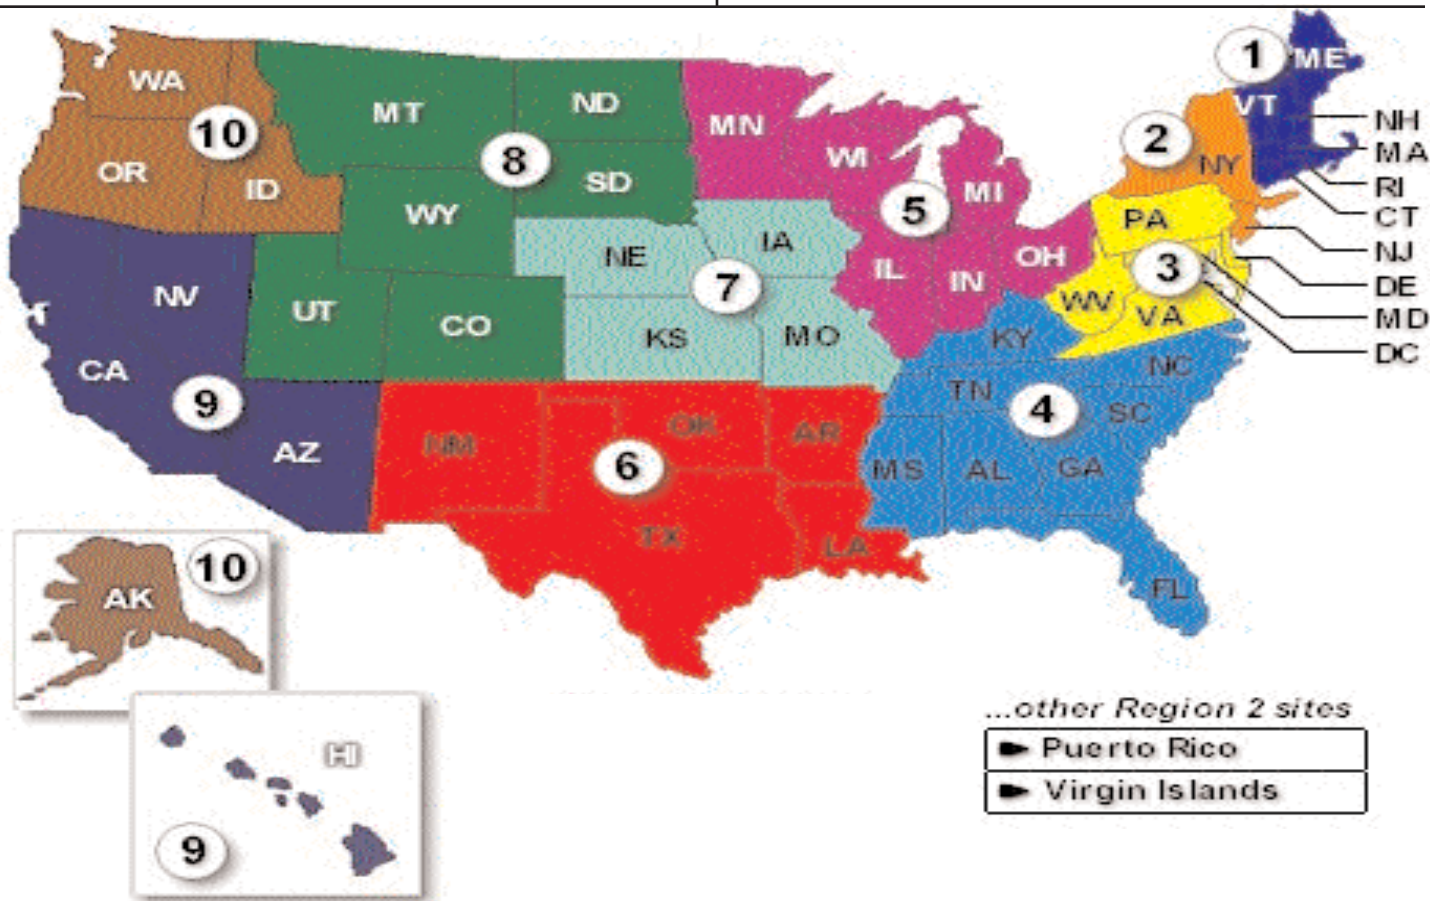 1
ME
WA
VT
10
MT
ND
MN
2
NH
WI
MA
8
NY
OR
ID
SD
MI
RI
5
WY
PA
CT
NE
IA
OH
NJ
3
IL
IN
DE
NV
7
WV
UT
CO
VA
MD
KS
MO
KY
DC
CA
NC
TN
9
4
SC
NM
OK
AR
AZ
6
MS
AL
GA
TX
LA
10
AK
FL
...other Region 2 sites
Puerto Rico
HI
Virgin Islands
9